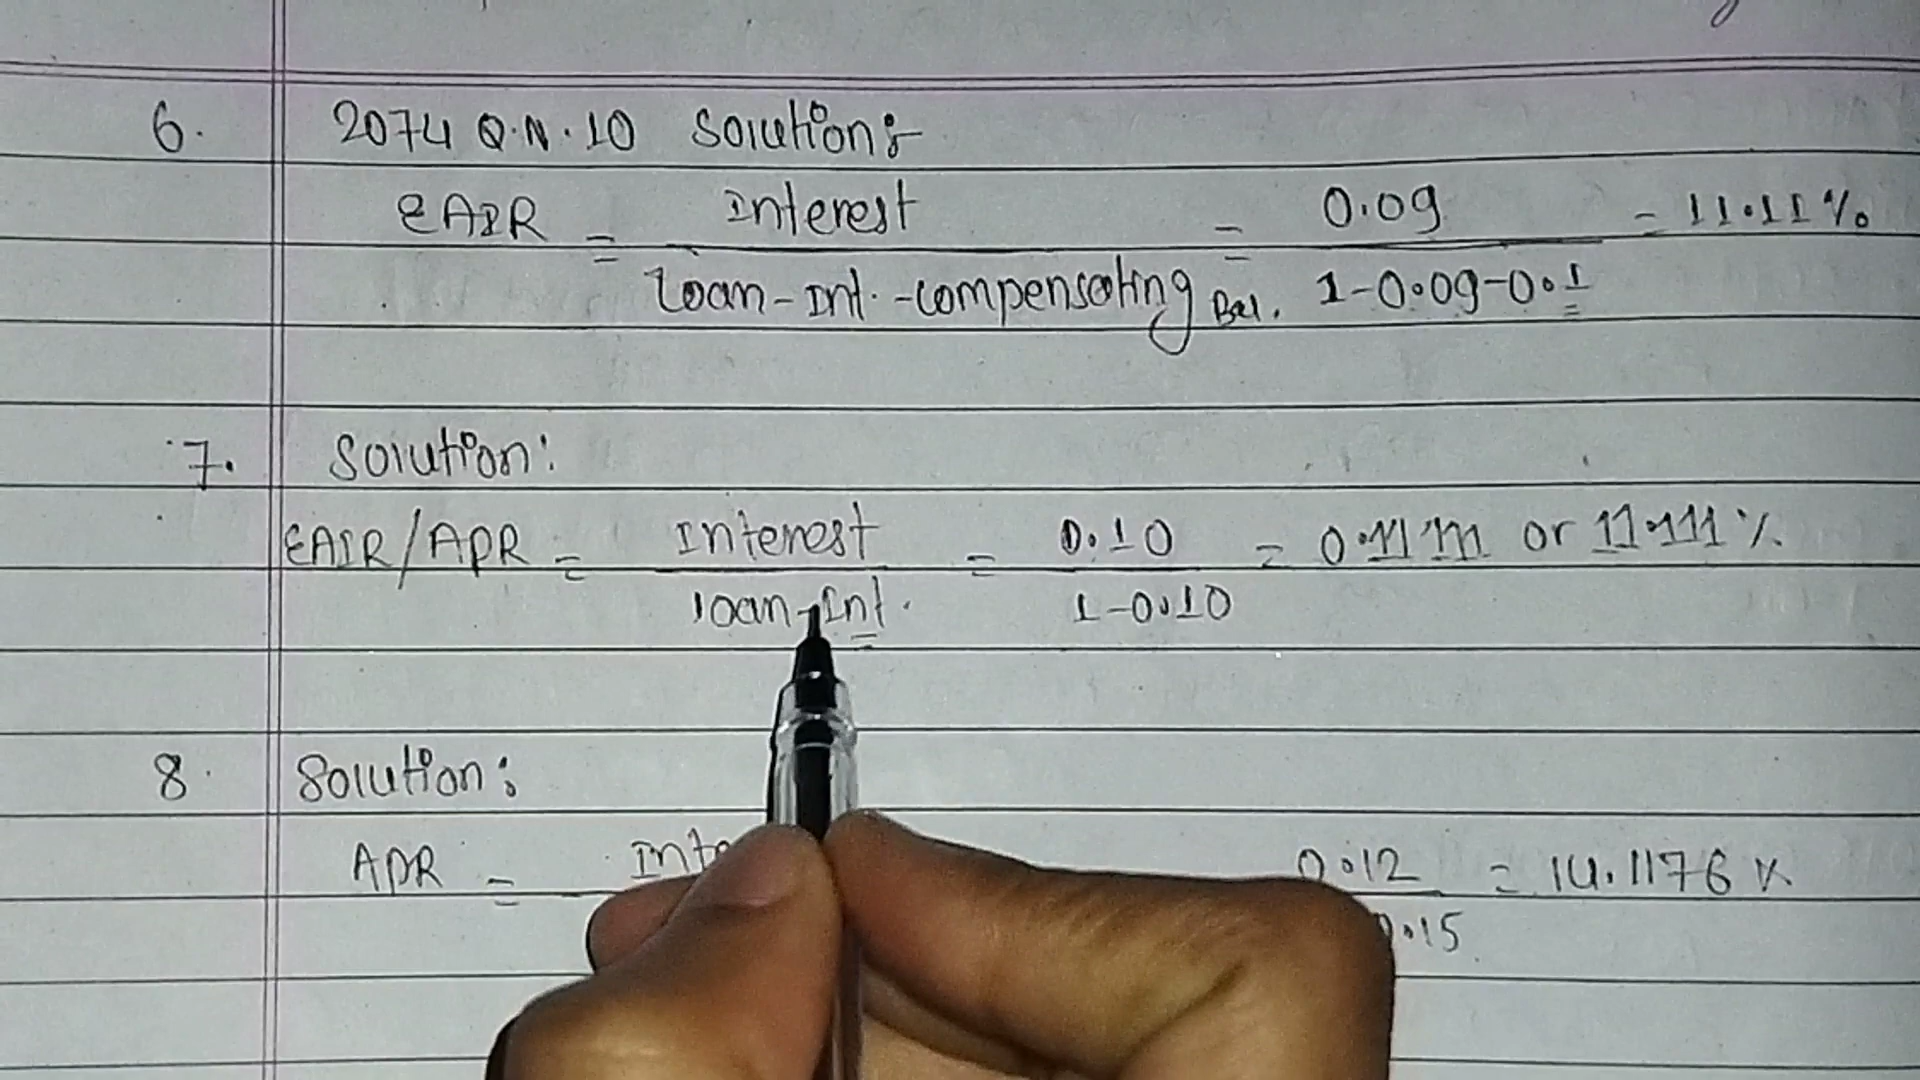 6. 2074 Q.N.10 Solution:-
EAIR = Interest = 0.09 = 11.11%
Loan-Int.-compensating Bal. 1-0.09-0.1
7. Solution:
EAIR/APR = Interest = 0.10 = 0.11111 or 11.111%
loan-Int. 1-0.10
8. Solution:
APR = 0.12 = 14.1176%
.15